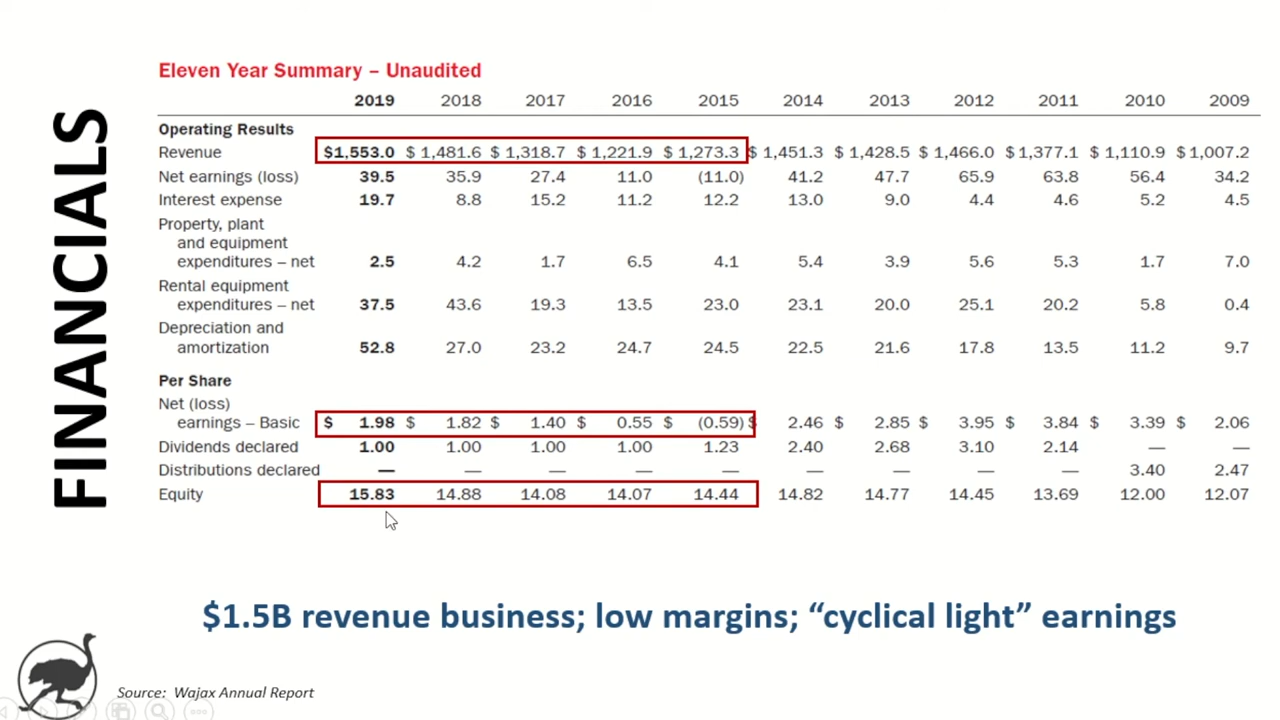 FINANCIALS
Eleven Year Summary – Unaudited
2019 2018 2017 2016 2015 2014 2013 2012 2011 2010 2009
Operating Results
Revenue $1,553.0 $ 1,481.6 $ 1,318.7 $ 1,221.9 $ 1,273.3 $ 1,451.3 $ 1,428.5 $ 1,466.0 $ 1,377.1 $ 1,110.9 $ 1,007.2
Net earnings (loss) 39.5 35.9 27.4 11.0 (11.0) 41.2 47.7 65.9 63.8 56.4 34.2
Interest expense 19.7 8.8 15.2 11.2 12.2 13.0 9.0 4.4 4.6 5.2 4.5
Property, plant
and equipment
expenditures – net 2.5 4.2 1.7 6.5 4.1 5.4 3.9 5.6 5.3 1.7 7.0
Rental equipment
expenditures – net 37.5 43.6 19.3 13.5 23.0 23.1 20.0 25.1 20.2 5.8 0.4
Depreciation and
amortization 52.8 27.0 23.2 24.7 24.5 22.5 21.6 17.8 13.5 11.2 9.7
Per Share
Net (loss)
earnings – Basic $ 1.98 $ 1.82 $ 1.40 $ 0.55 $ (0.59) $ 2.46 $ 2.85 $ 3.95 $ 3.84 $ 3.39 $ 2.06
Dividends declared 1.00 1.00 1.00 1.00 1.23 2.40 2.68 3.10 2.14 — —
Distributions declared — — — — — — — — — 3.40 2.47
Equity 15.83 14.88 14.08 14.07 14.44 14.82 14.77 14.45 13.69 12.00 12.07
$1.5B revenue business; low margins; “cyclical light” earnings
Source: Wajax Annual Report